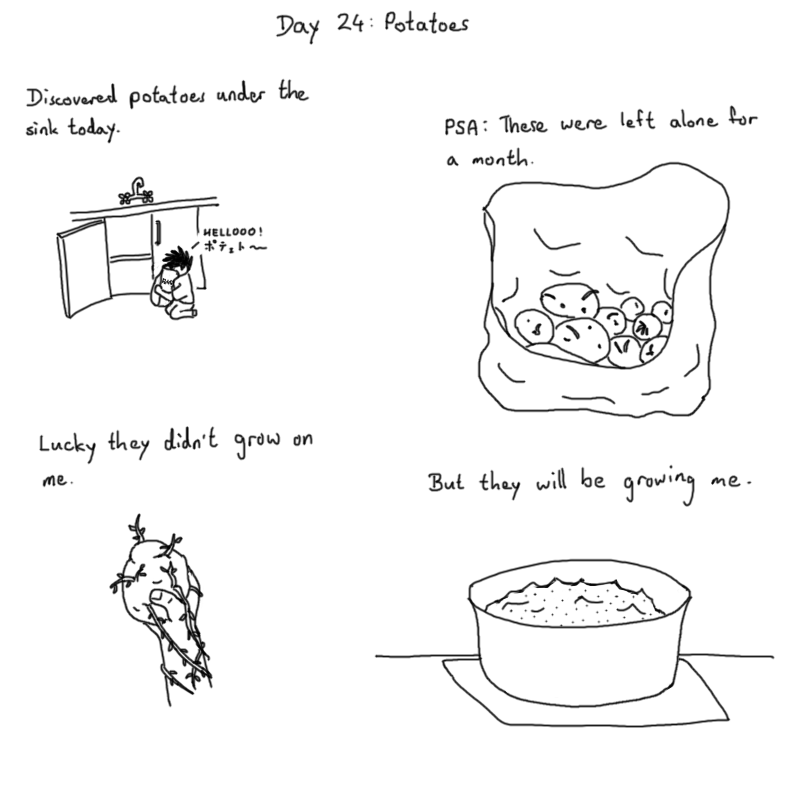 Day 24: Potatoes
Discovered potatoes under the
sink today.
HELLOOO!
ポテト～
PSA: These were left alone for
a month.
Lucky they didn't grow on
me.
But they will be growing me.